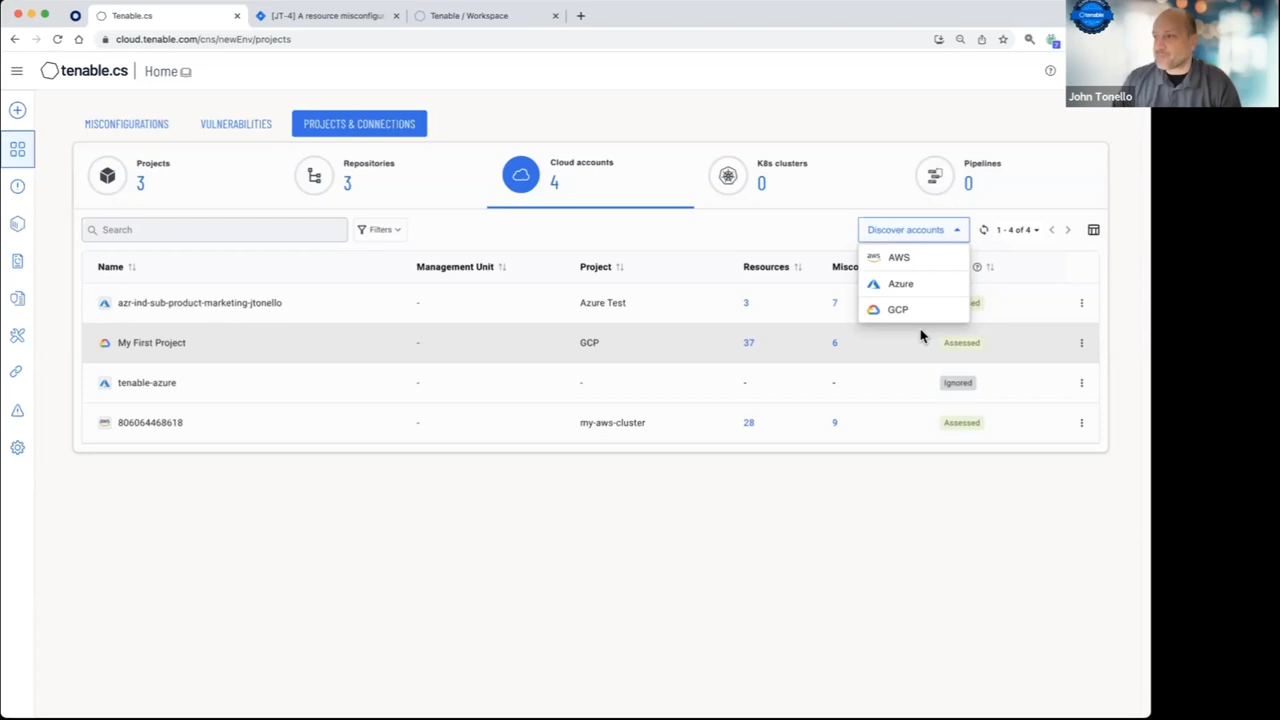 Tenable.cs
[JT-4] A resource misconfigu
Tenable / Workspace
cloud.tenable.com/cns/newEnv/projects
tenable
John Tonello
tenable.cs
Home
MISCONFIGURATIONS
VULNERABILITIES
PROJECTS & CONNECTIONS
Projects
3
Repositories
3
Cloud accounts
4
K8s clusters
0
Pipelines
0
Search
Filters
Discover accounts
1 - 4 of 4
AWS
Azure
GCP
Name Management Unit Project Resources Misco
azr-ind-sub-product-marketing-jtonello - Azure Test 3 7
My First Project - GCP 37 6 Assessed
tenable-azure - - - - Ignored
806064468618 - my-aws-cluster 28 9 Assessed